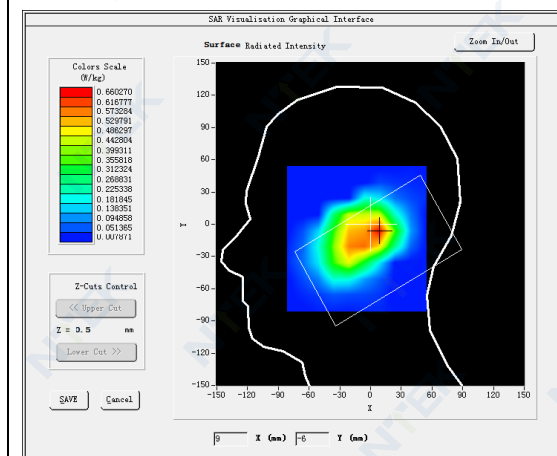 SAR Visualisation Graphical Interface
Surface Radiated Intensity
Zoom In/Out
Colors Scale
(W/kg)
0.660270
0.616777
0.573284
0.529791
0.486297
0.442804
0.399311
0.355818
0.312324
0.268831
0.225338
0.181845
0.138351
0.094858
0.051365
0.007871
Z-Cuts Control
<< Upper Cut
Z = 0.5 mm
Lower Cut >>
SAVE Cancel
150
120
90
60
30
0
-30
-60
-90
-120
-150
Y
-150 -120 -90 -60 -30 0 30 60 90 120 150
X
9 X (mm) -6 Y (mm)
NTEK